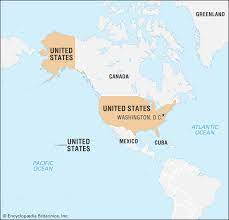 GREENLAND
UNITED
STATES
CANADA
UNITED STATES
WASHINGTON, D.C.
ATLANTIC
OCEAN
UNITED
STATES
MEXICO
CUBA
PACIFIC
OCEAN
© Encyclopædia Britannica, Inc.